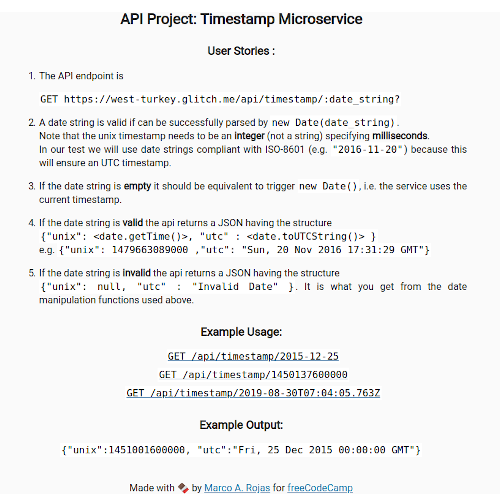 API Project: Timestamp Microservice
User Stories :
1. The API endpoint is
GET https://west-turkey.glitch.me/api/timestamp/:date_string?
2. A date string is valid if can be successfully parsed by new Date(date_string).
Note that the unix timestamp needs to be an integer (not a string) specifying milliseconds.
In our test we will use date strings compliant with ISO-8601 (e.g. "2016-11-20") because this
will ensure an UTC timestamp.
3. If the date string is empty it should be equivalent to trigger new Date(), i.e. the service uses the
current timestamp.
4. If the date string is valid the api returns a JSON having the structure
{"unix": <date.getTime()>, "utc" : <date.toUTCString()> }
e.g. {"unix": 1479663089000 ,"utc": "Sun, 20 Nov 2016 17:31:29 GMT"}
5. If the date string is invalid the api returns a JSON having the structure
{"unix": null, "utc" : "Invalid Date" }. It is what you get from the date
manipulation functions used above.
Example Usage:
GET /api/timestamp/2015-12-25
GET /api/timestamp/1450137600000
GET /api/timestamp/2019-08-30T07:04:05.763Z
Example Output:
{"unix":1451001600000, "utc":"Fri, 25 Dec 2015 00:00:00 GMT"}
Made with 🍫 by Marco A. Rojas for freeCodeCamp